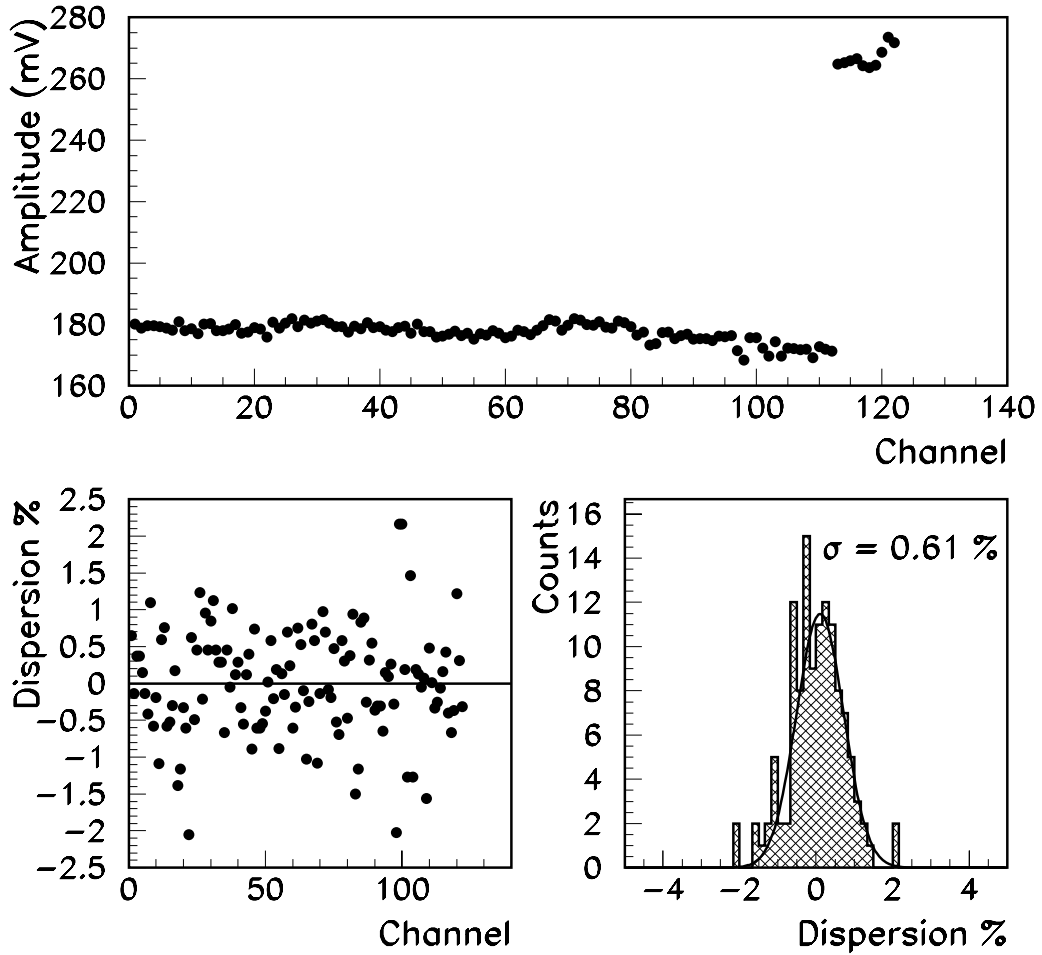 Amplitude (mV)
280
260
240
220
200
180
160
0 20 40 60 80 100 120 140
Channel
Dispersion %
2.5
2
1.5
1
0.5
0
−0.5
−1
−1.5
−2
−2.5
0 50 100
Channel
Counts
16
14
12
10
8
6
4
2
0
σ = 0.61 %
−4 −2 0 2 4
Dispersion %